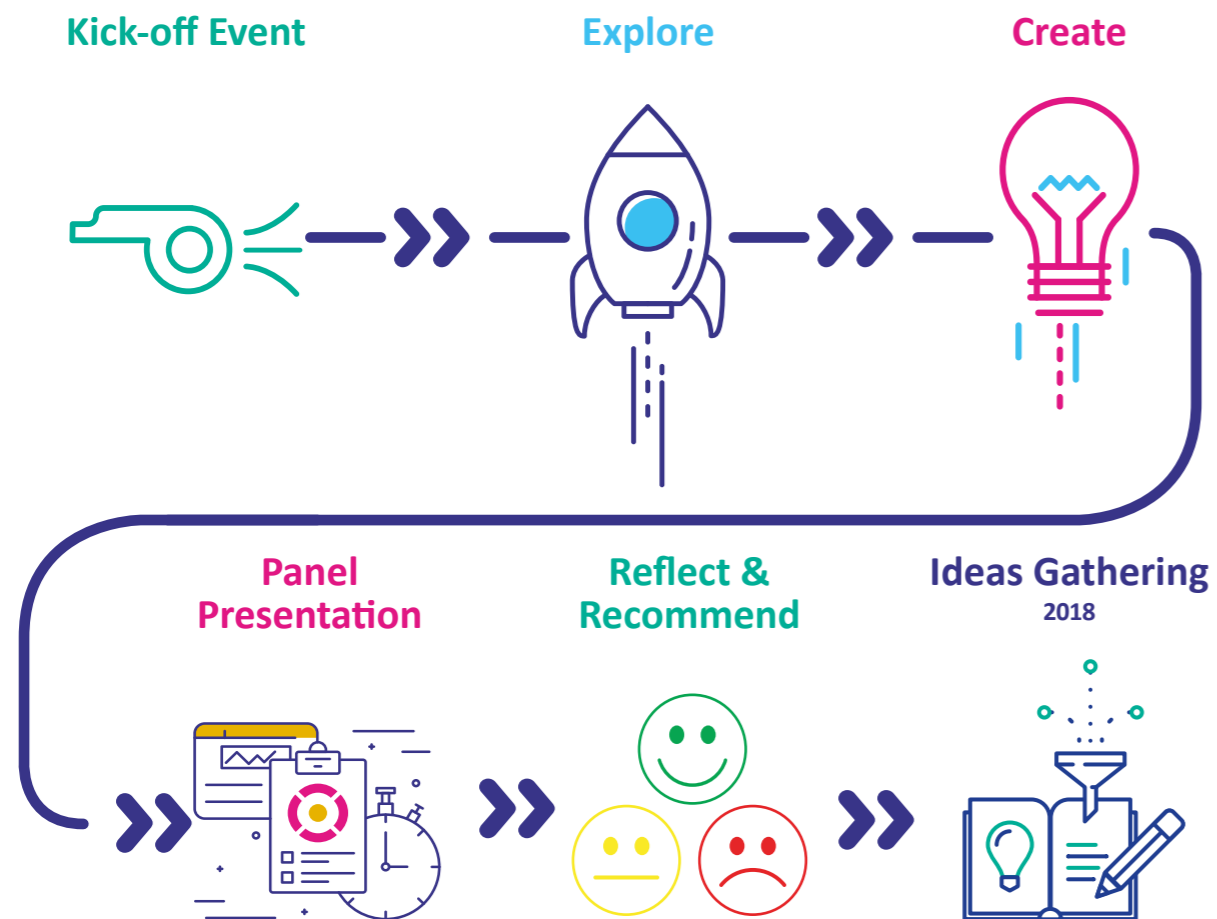 Kick-off Event
Explore
Create
Panel
Presentation
Reflect &
Recommend
Ideas Gathering
2018